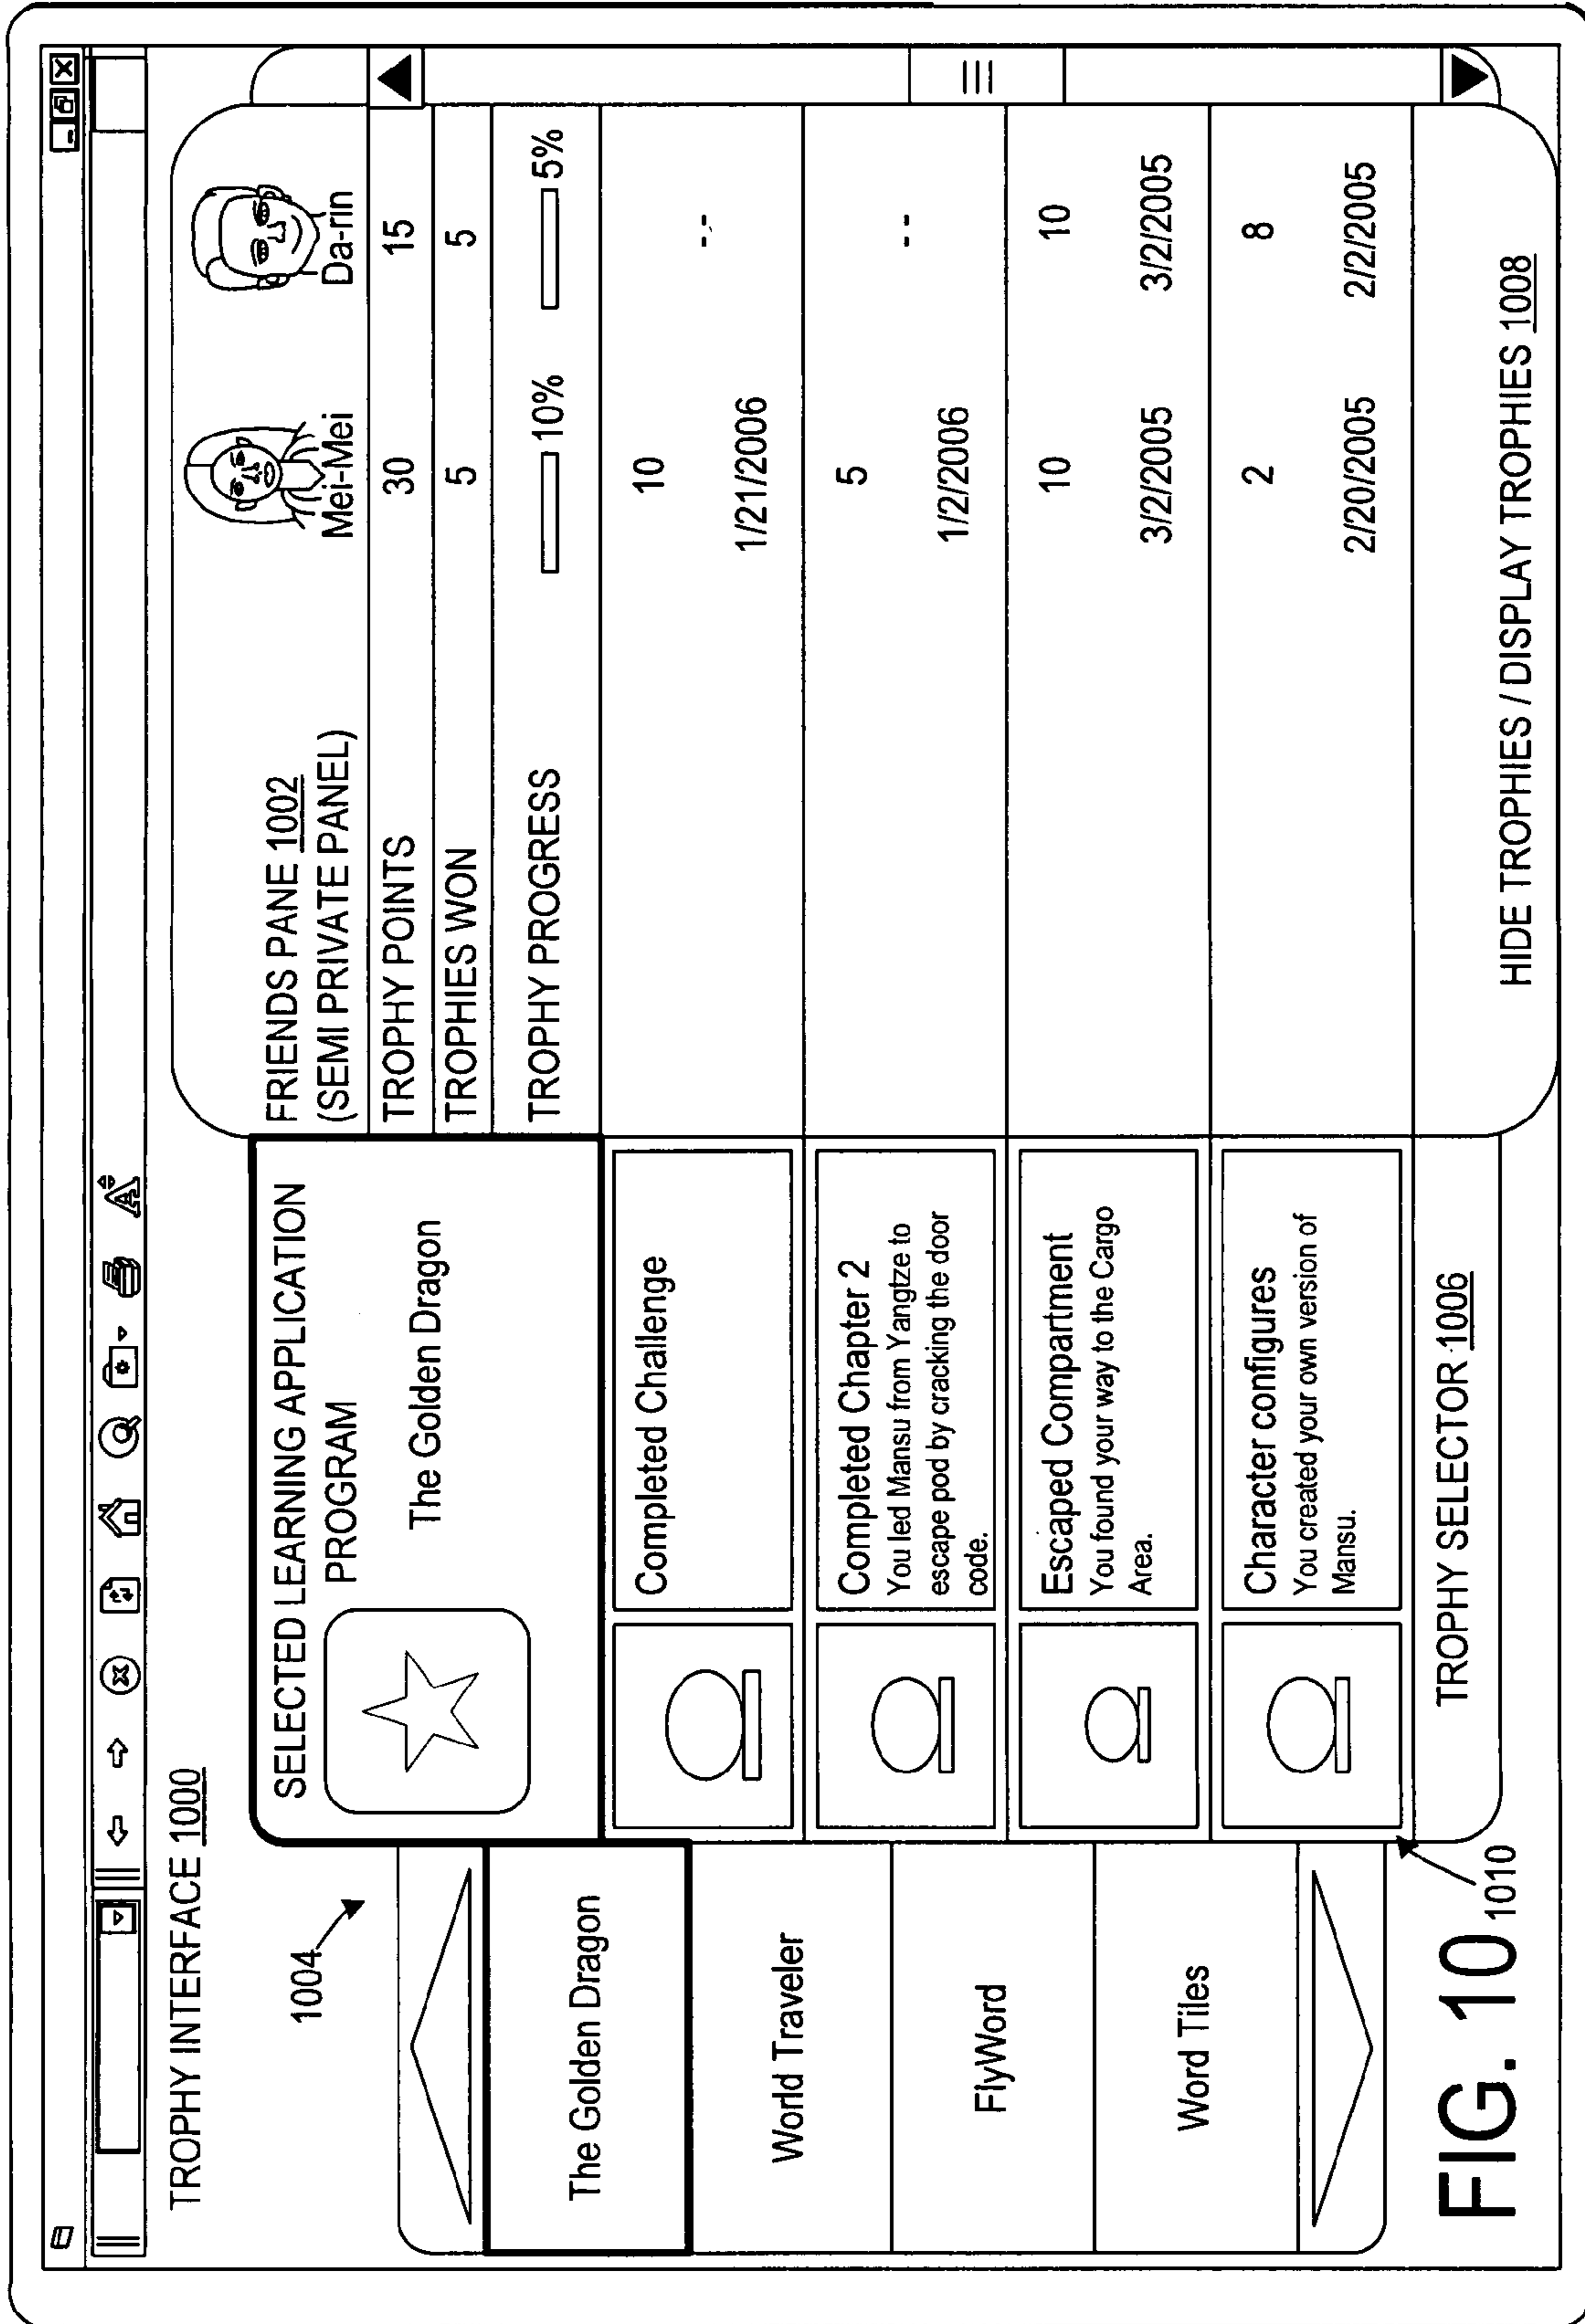 TROPHY INTERFACE 1000
1004
The Golden Dragon
World Traveler
FlyWord
Word Tiles
SELECTED LEARNING APPLICATION
PROGRAM
The Golden Dragon
Completed Challenge
Completed Chapter 2
You led Mansu from Yangtze to
escape pod by cracking the door
code.
Escaped Compartment
You found your way to the Cargo
Area.
Character configures
You created your own version of
Mansu.
TROPHY SELECTOR 1006
1010
FRIENDS PANE 1002
(SEMI PRIVATE PANEL)
Mei-Mei Da-rin
TROPHY POINTS 30 15
TROPHIES WON 5 5
TROPHY PROGRESS 10% 5%
10 --
1/21/2006
5 --
1/2/2006
10 10
3/2/2005 3/2/2005
2 8
2/20/2005 2/2/2005
HIDE TROPHIES / DISPLAY TROPHIES 1008
FIG. 10